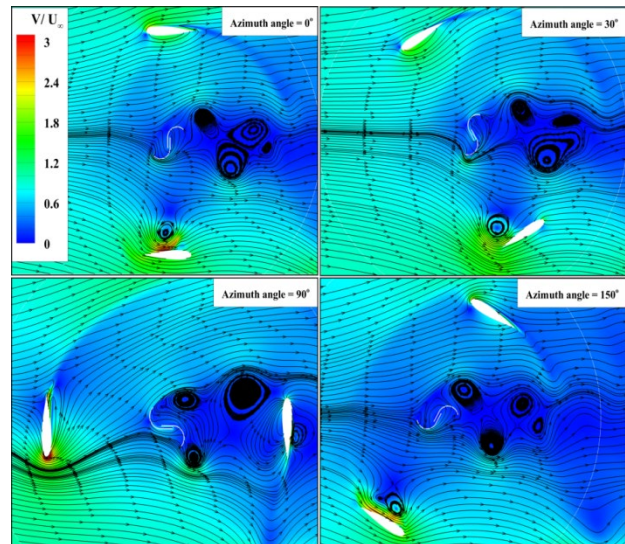 V/ U∞
3
2.4
1.8
1.2
0.6
0
Azimuth angle = 0°
Azimuth angle = 30°
Azimuth angle = 90°
Azimuth angle = 150°